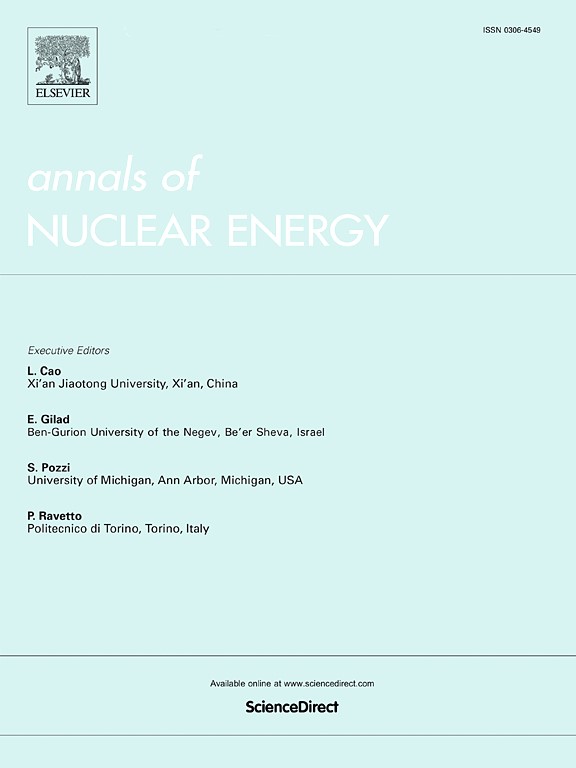 ISSN 0306-4549
ELSEVIER
annals of
NUCLEAR ENERGY
Executive Editors
L. Cao
Xi'an Jiaotong University, Xi'an, China
E. Gilad
Ben-Gurion University of the Negev, Be'er Sheva, Israel
S. Pozzi
University of Michigan, Ann Arbor, Michigan, USA
P. Ravetto
Politecnico di Torino, Torino, Italy
Available online at www.sciencedirect.com
ScienceDirect